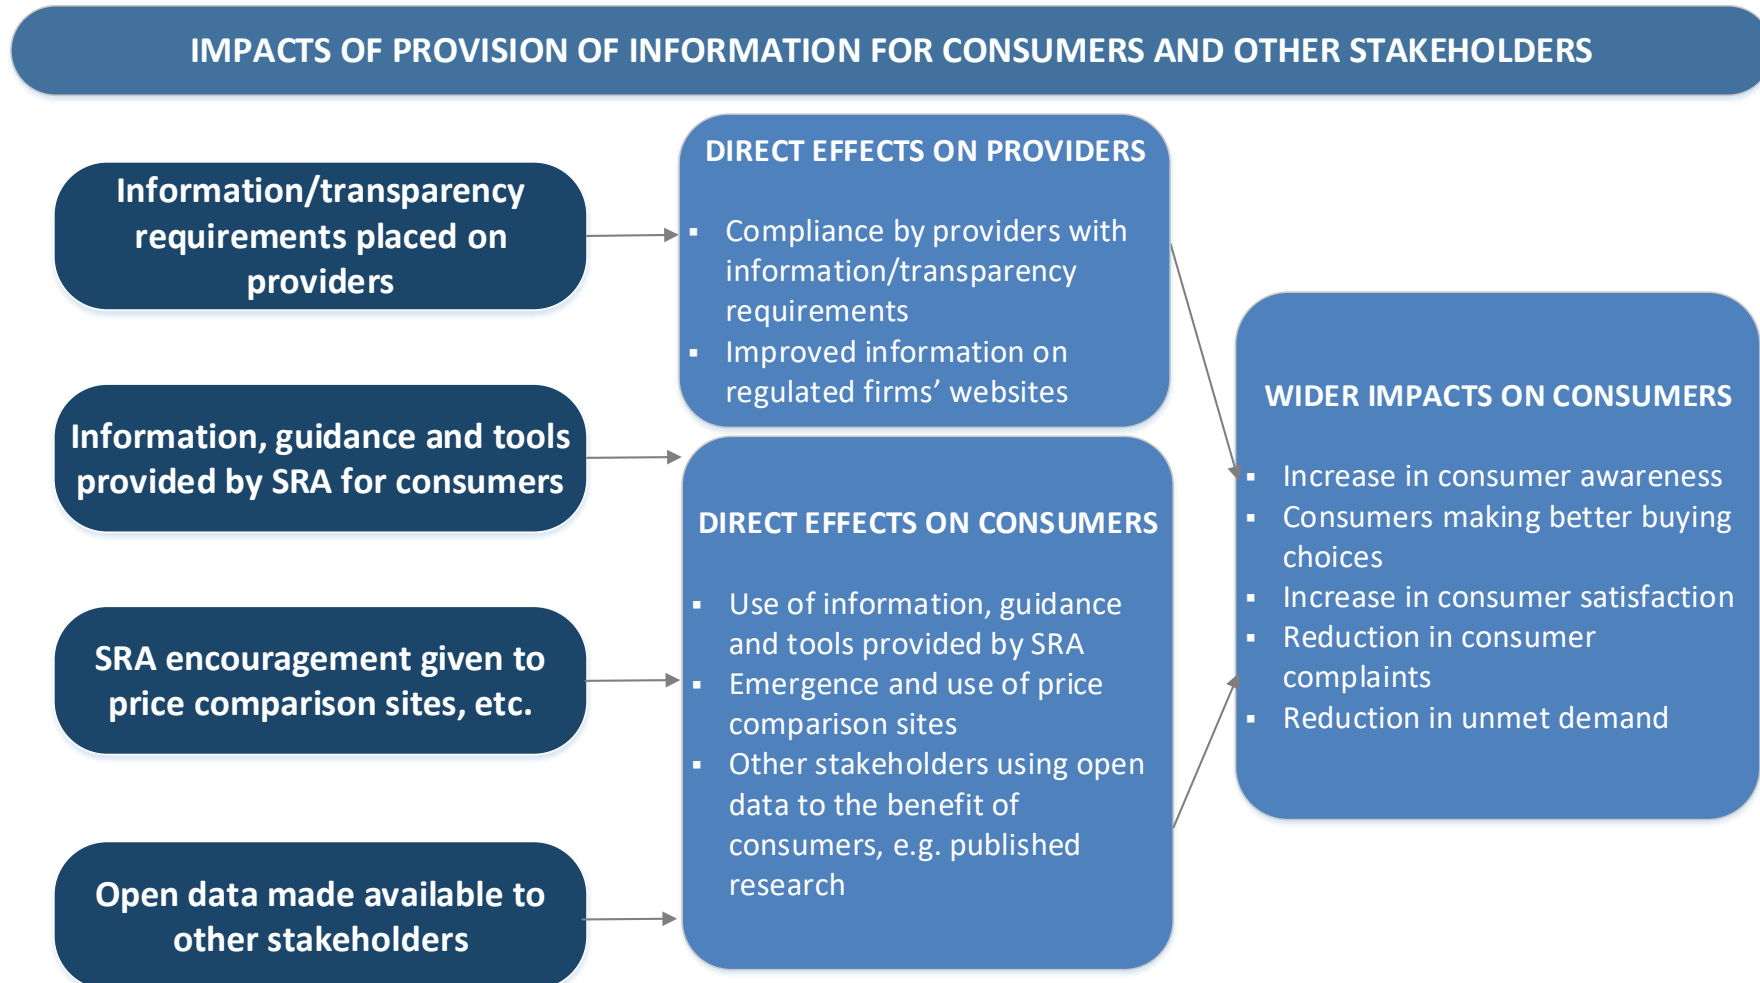 IMPACTS OF PROVISION OF INFORMATION FOR CONSUMERS AND OTHER STAKEHOLDERS
Information/transparency
requirements placed on
providers
Information, guidance and tools
provided by SRA for consumers
SRA encouragement given to
price comparison sites, etc.
Open data made available to
other stakeholders
DIRECT EFFECTS ON PROVIDERS
▪ Compliance by providers with
information/transparency
requirements
▪ Improved information on
regulated firms’ websites
DIRECT EFFECTS ON CONSUMERS
▪ Use of information, guidance
and tools provided by SRA
▪ Emergence and use of price
comparison sites
▪ Other stakeholders using open
data to the benefit of
consumers, e.g. published
research
WIDER IMPACTS ON CONSUMERS
▪ Increase in consumer awareness
▪ Consumers making better buying
choices
▪ Increase in consumer satisfaction
▪ Reduction in consumer
complaints
▪ Reduction in unmet demand